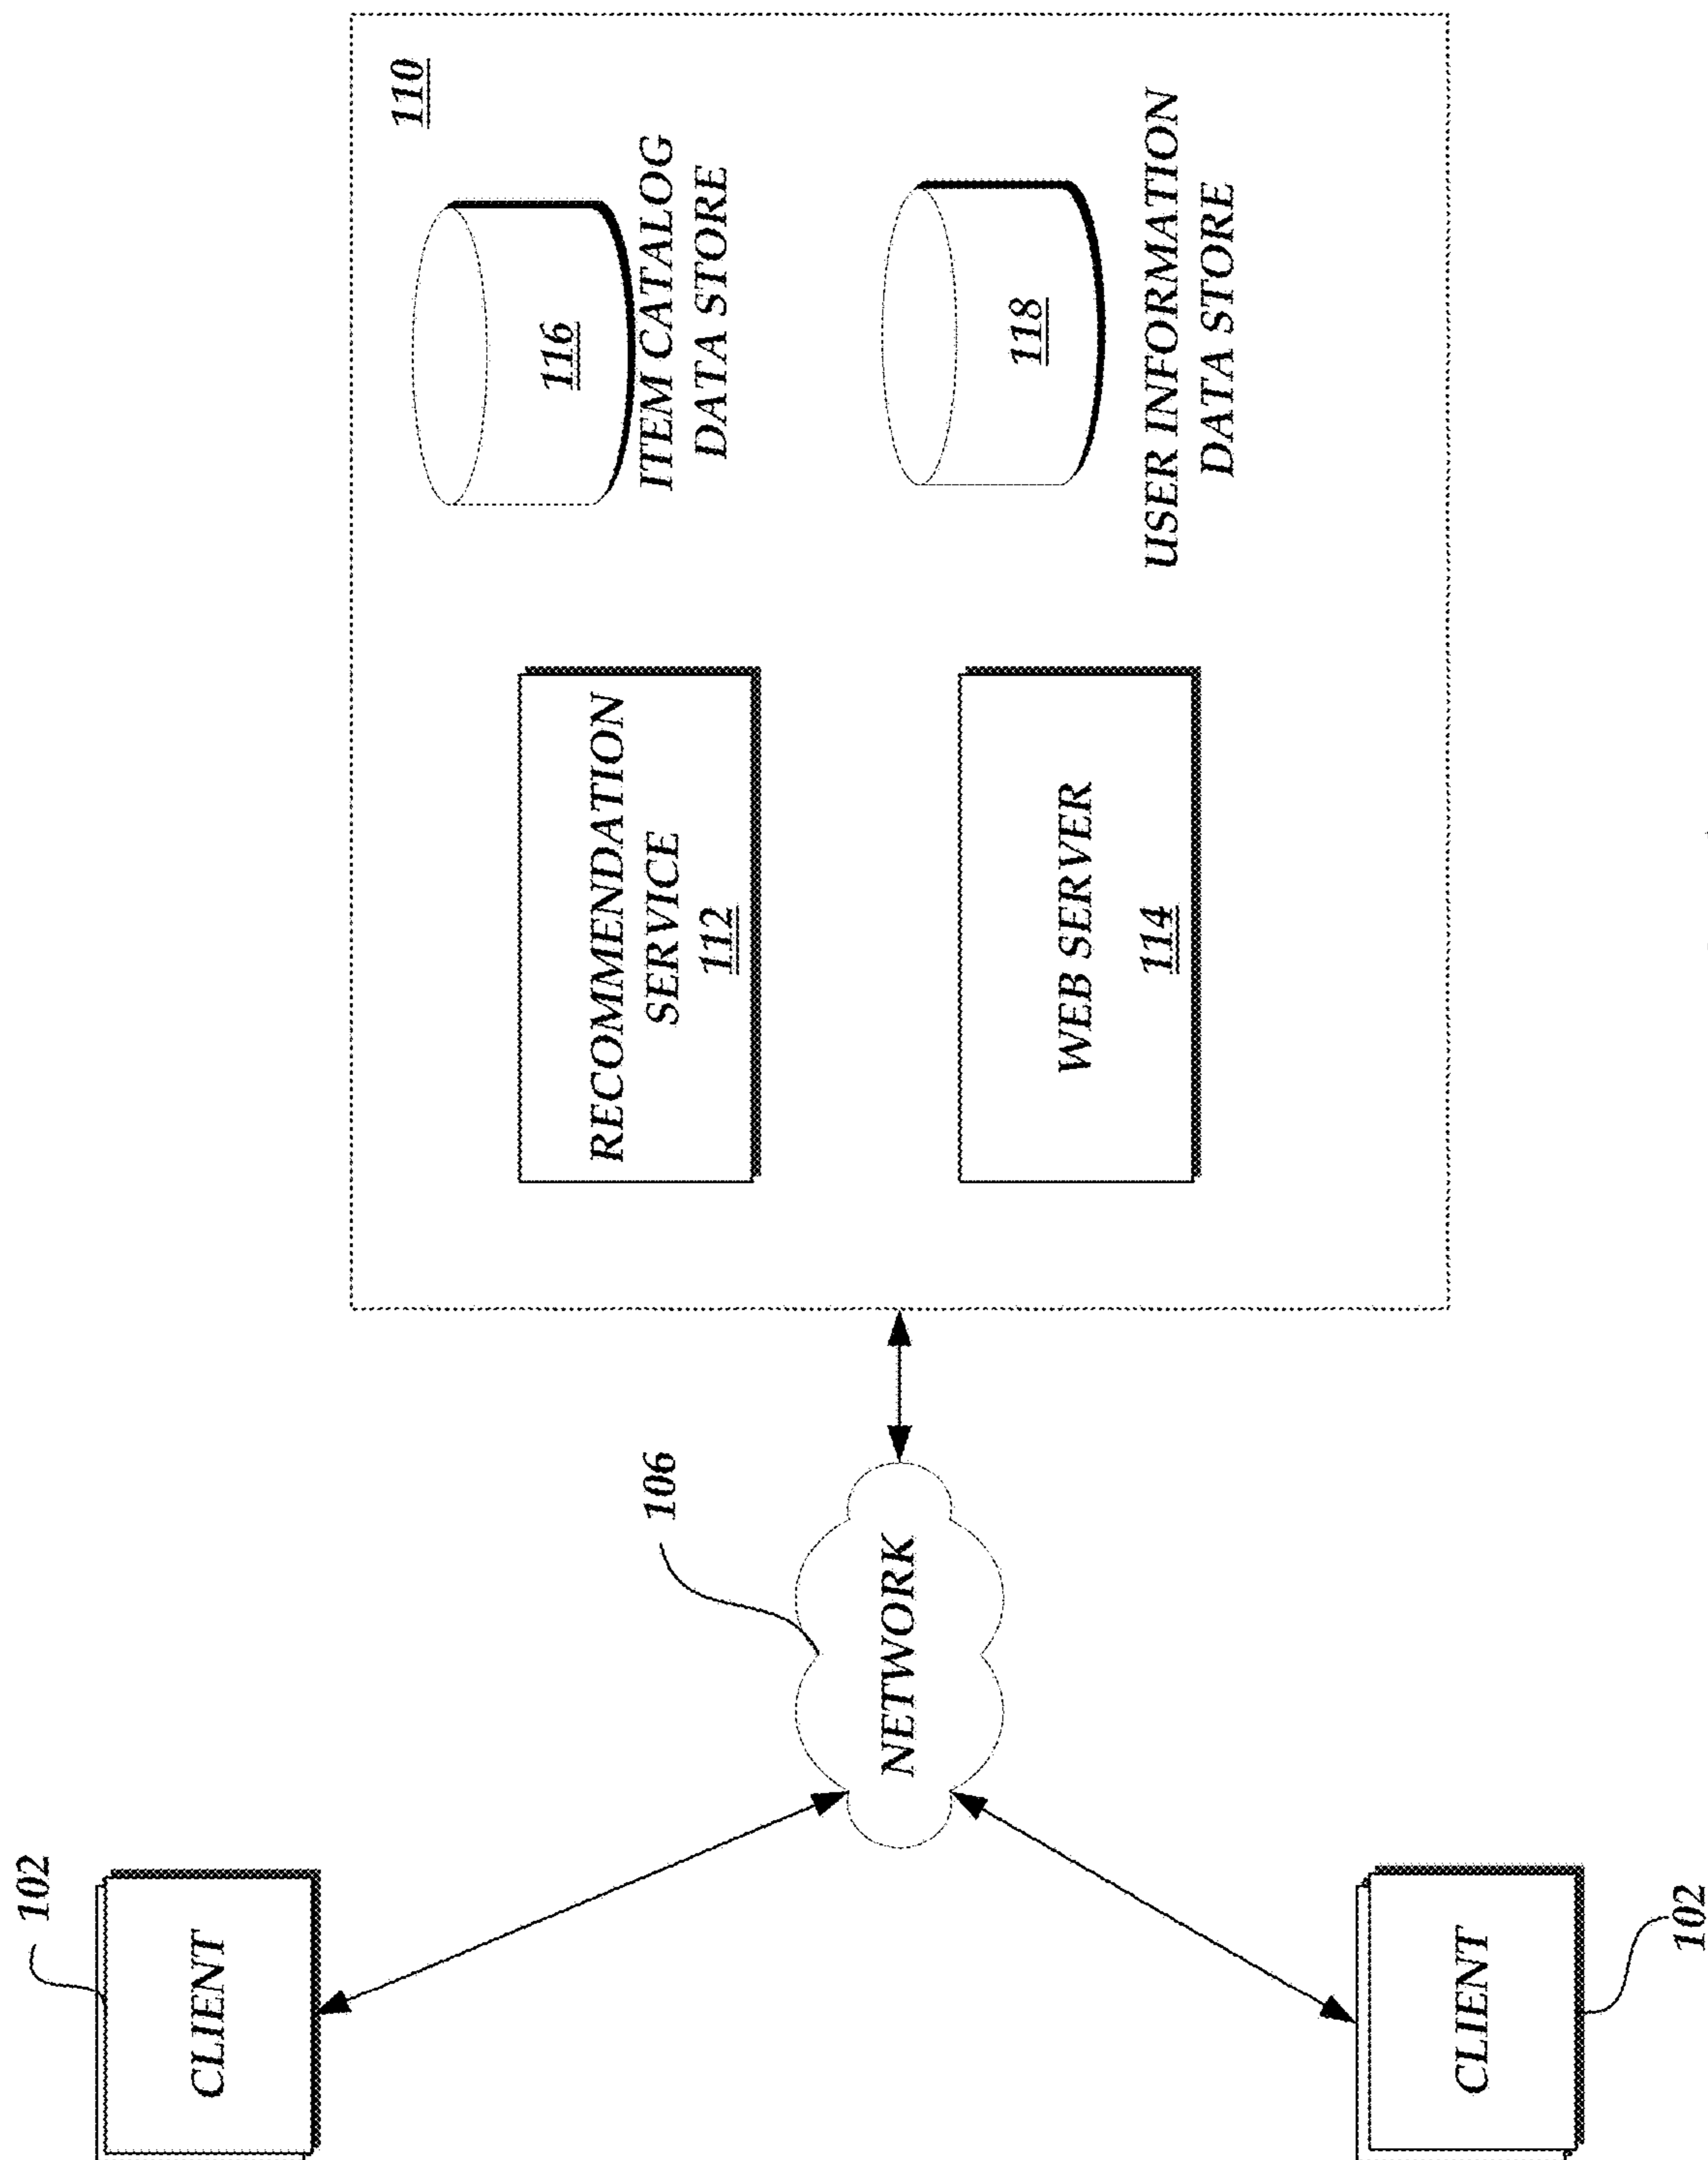 102
CLIENT
CLIENT
102
106
NETWORK
110
RECOMMENDATION
SERVICE
112
WEB SERVER
114
116
ITEM CATALOG
DATA STORE
118
USER INFORMATION
DATA STORE